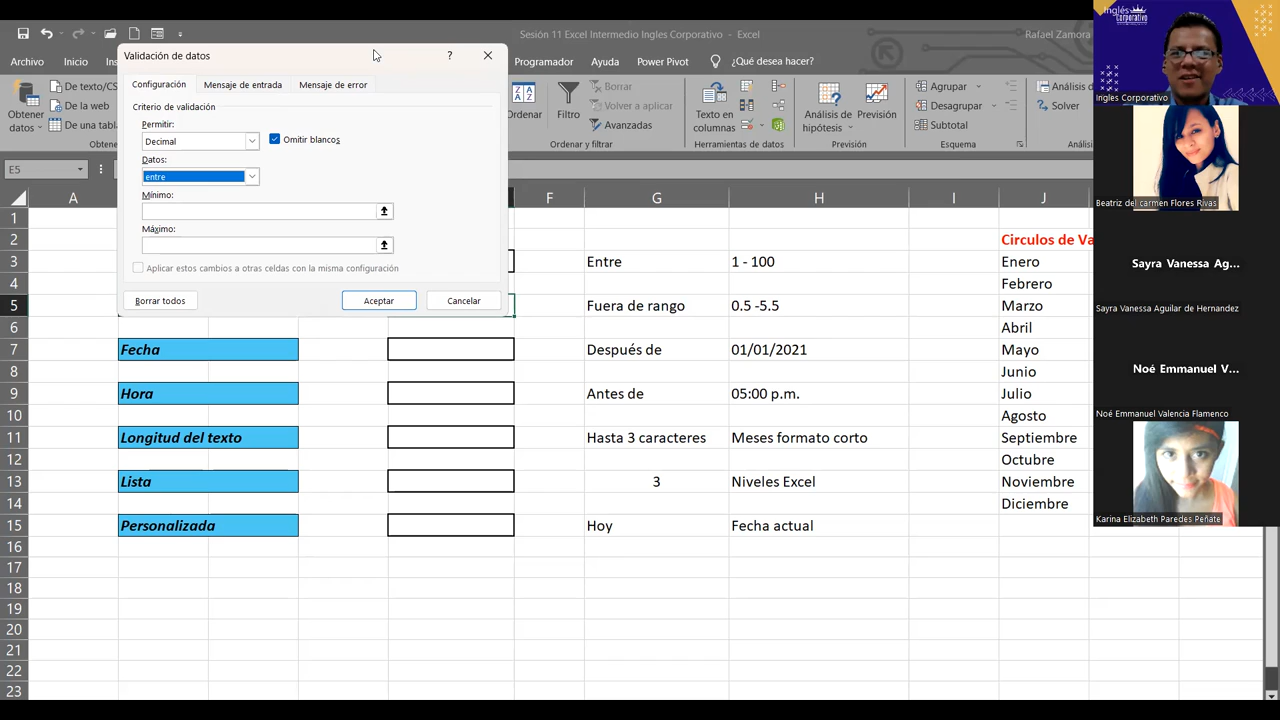 Sesión 11 Excel Intermedio Ingles Corporativo - Excel
Rafael Zamora
Validación de datos
?
Archivo
Inicio
Programador
Ayuda
Power Pivot
¿Qué desea hacer?
Configuración
Mensaje de entrada
Mensaje de error
Criterio de validación
Permitir:
Decimal
Omitir blancos
Datos:
entre
Mínimo:
Máximo:
Aplicar estos cambios a otras celdas con la misma configuración
Borrar todos
Aceptar
Cancelar
Obtener datos
De texto/CS
De la web
De una tabl
Ordenar
Filtro
Borrar
Volver a aplicar
Avanzadas
Ordenar y filtrar
Texto en columnas
Herramientas de datos
Análisis de hipótesis
Previsión
Previsión
Agrupar
Desagrupar
Subtotal
Esquema
Análisis d
Solver
E5
A F G H I J
1
2 Circulos de Va
3 Entre 1 - 100 Enero
4 Febrero
5 Fuera de rango 0.5 -5.5 Marzo
6 Abril
7 Fecha Después de 01/01/2021 Mayo
8 Junio
9 Hora Antes de 05:00 p.m. Julio
10 Agosto
11 Longitud del texto Hasta 3 caracteres Meses formato corto Septiembre
12 Octubre
13 Lista 3 Niveles Excel Noviembre
14 Diciembre
15 Personalizada Hoy Fecha actual
16
17
18
19
20
21
22
23
Inglés
Corporativo
Ingles Corporativo
Beatriz del carmen Flores Rivas
Sayra Vanessa Ag...
Sayra Vanessa Aguilar de Hernandez
Noé Emmanuel V...
Noé Emmanuel Valencia Flamenco
Karina Elizabeth Paredes Peñate